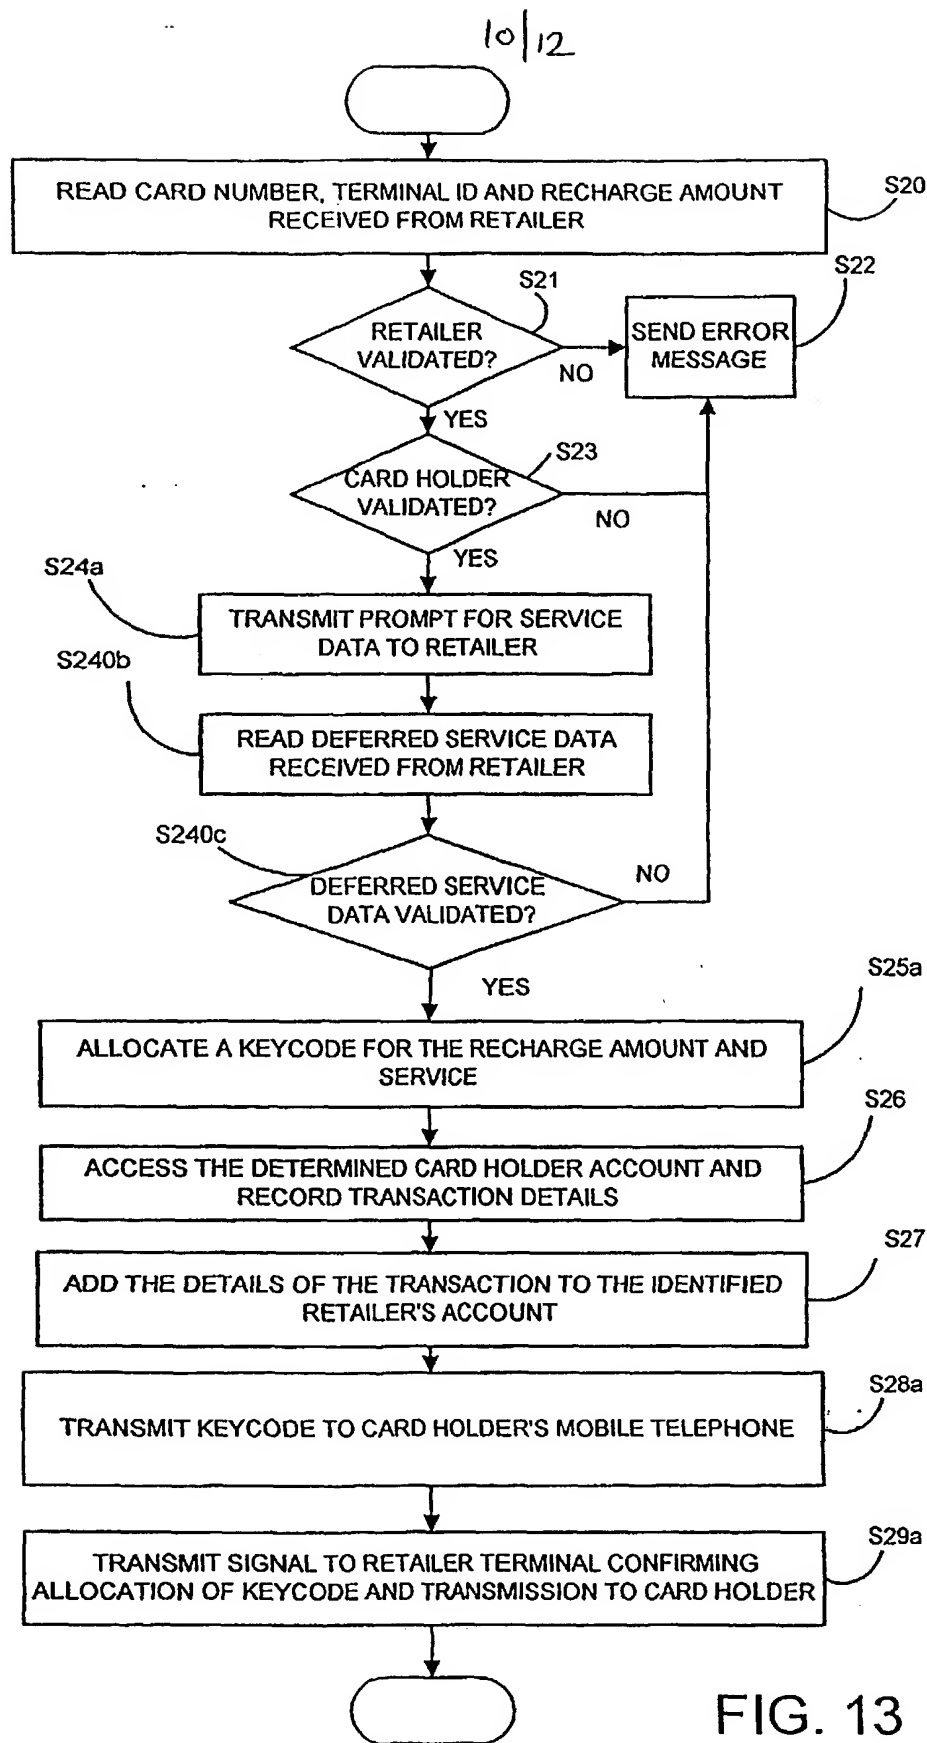 10/12
READ CARD NUMBER, TERMINAL ID AND RECHARGE AMOUNT
RECEIVED FROM RETAILER
S20
S21
RETAILER
VALIDATED?
NO
S22
SEND ERROR
MESSAGE
YES
S23
CARD HOLDER
VALIDATED?
NO
YES
S24a
TRANSMIT PROMPT FOR SERVICE
DATA TO RETAILER
S240b
READ DEFERRED SERVICE DATA
RECEIVED FROM RETAILER
S240c
DEFERRED SERVICE
DATA VALIDATED?
NO
YES
S25a
ALLOCATE A KEYCODE FOR THE RECHARGE AMOUNT AND
SERVICE
S26
ACCESS THE DETERMINED CARD HOLDER ACCOUNT AND
RECORD TRANSACTION DETAILS
S27
ADD THE DETAILS OF THE TRANSACTION TO THE IDENTIFIED
RETAILER'S ACCOUNT
S28a
TRANSMIT KEYCODE TO CARD HOLDER'S MOBILE TELEPHONE
S29a
TRANSMIT SIGNAL TO RETAILER TERMINAL CONFIRMING
ALLOCATION OF KEYCODE AND TRANSMISSION TO CARD HOLDER
FIG. 13